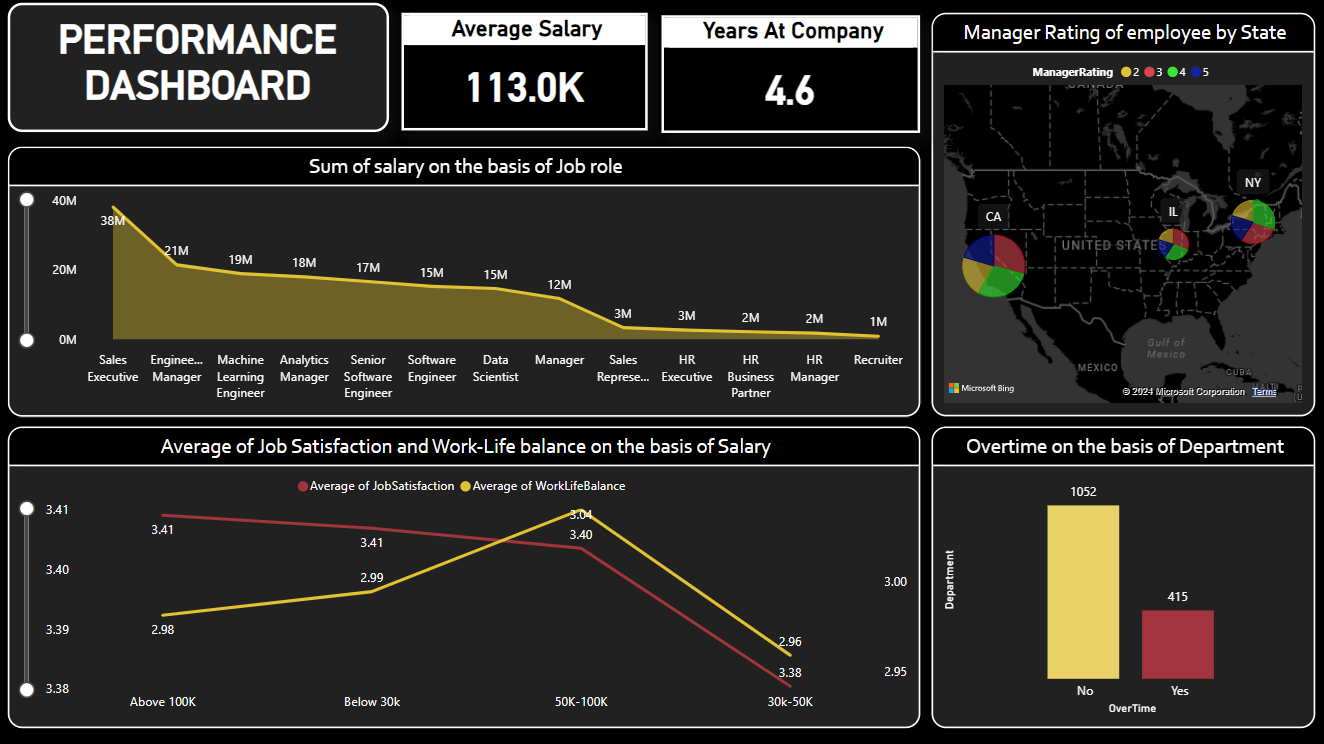 PERFORMANCE
DASHBOARD
Average Salary
113.0K
Years At Company
4.6
Manager Rating of employee by State
ManagerRating 2 3 4 5
CANADA
NY
IL
CA
UNITED STATES
Gulf of
Mexico
MEXICO
CUBA
Microsoft Bing
© 2024 Microsoft Corporation Terms
Sum of salary on the basis of Job role
40M
20M
0M
38M
21M
19M
18M
17M
15M
15M
12M
3M
3M
2M
2M
1M
Sales
Executive
Enginee...
Manager
Machine
Learning
Engineer
Analytics
Manager
Senior
Software
Engineer
Software
Engineer
Data
Scientist
Manager
Sales
Represe...
HR
Executive
HR
Business
Partner
HR
Manager
Recruiter
Average of Job Satisfaction and Work-Life balance on the basis of Salary
Average of JobSatisfaction Average of WorkLifeBalance
3.41
3.40
3.39
3.38
3.41
3.41
3.40
3.38
2.98
2.99
3.04
2.96
3.00
2.95
Above 100K
Below 30k
50K-100K
30k-50K
Overtime on the basis of Department
Department
1052
415
No
Yes
OverTime